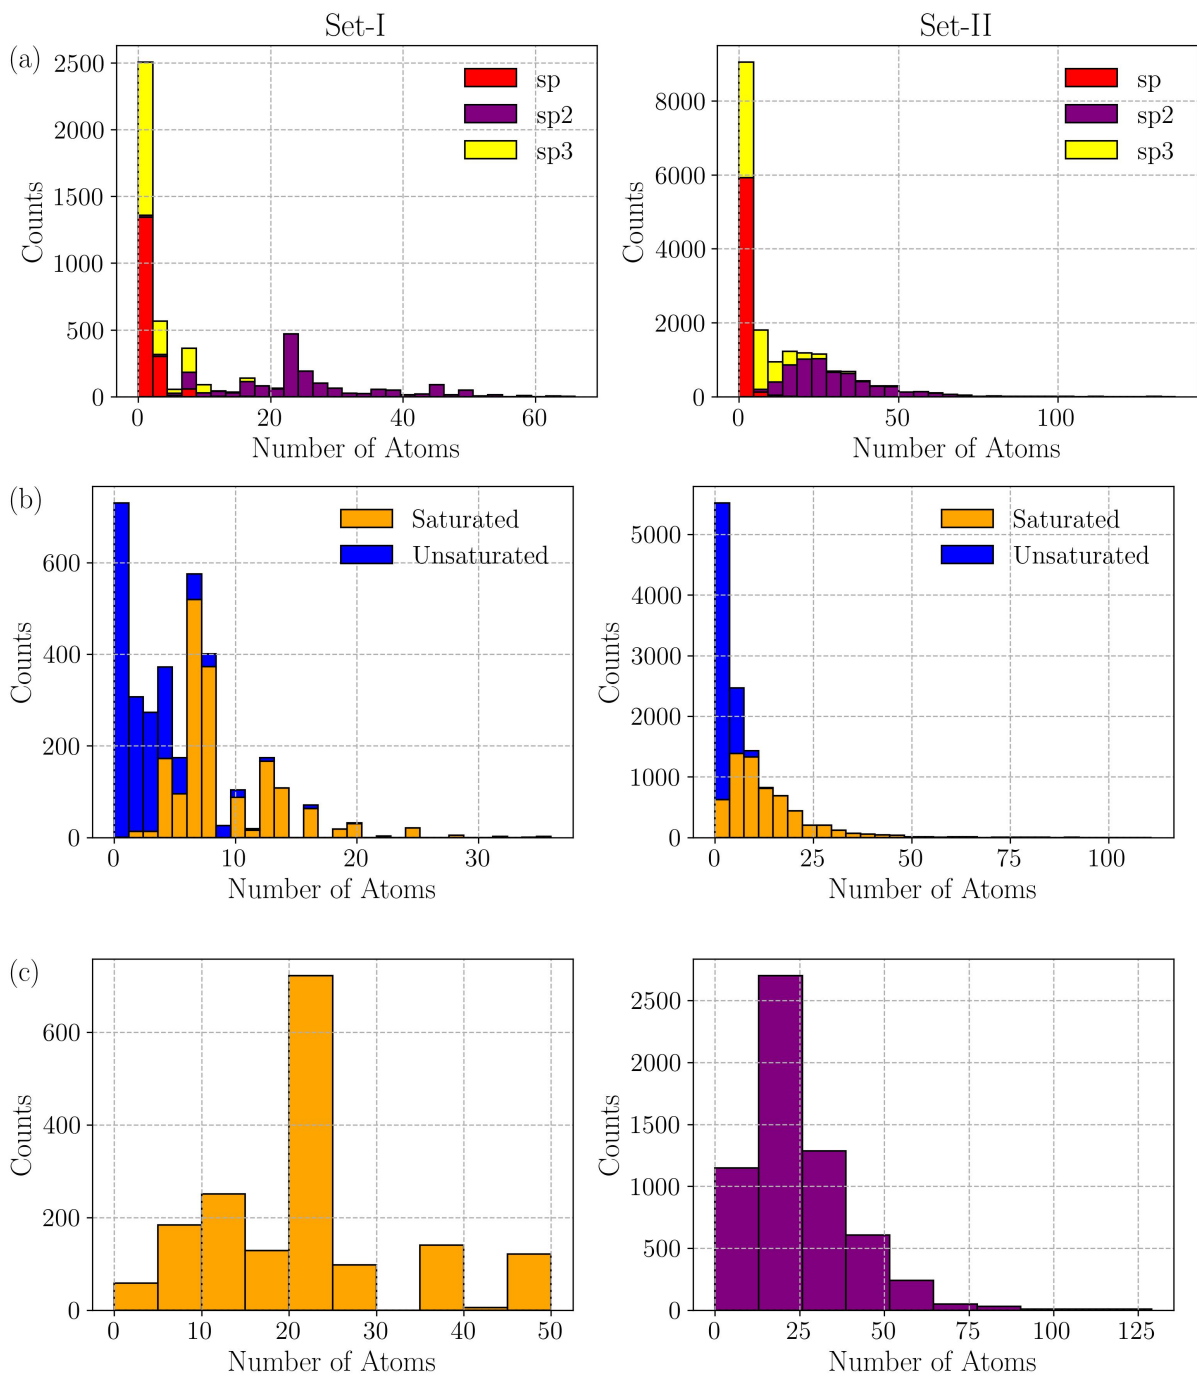 Set-I
Set-II
(a)
2500
2000
1500
1000
500
0
Counts
sp
sp2
sp3
0 20 40 60
Number of Atoms
8000
6000
4000
2000
0
Counts
sp
sp2
sp3
0 50 100
Number of Atoms
(b)
600
400
200
0
Counts
Saturated
Unsaturated
0 10 20 30
Number of Atoms
5000
4000
3000
2000
1000
0
Counts
Saturated
Unsaturated
0 25 50 75 100
Number of Atoms
(c)
600
400
200
0
Counts
0 10 20 30 40 50
Number of Atoms
2500
2000
1500
1000
500
0
Counts
0 25 50 75 100 125
Number of Atoms